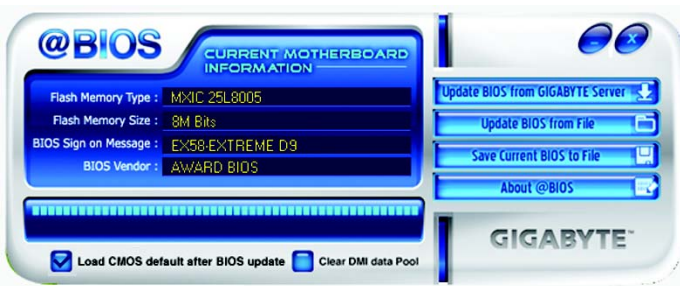 @BIOS
CURRENT MOTHERBOARD
INFORMATION
Flash Memory Type : MXIC 25L8005
Flash Memory Size : 8M Bits
BIOS Sign on Message : EX58-EXTREME D9
BIOS Vendor : AWARD BIOS
Load CMOS default after BIOS update Clear DMI data Pool
Update BIOS from GIGABYTE Server
Update BIOS from File
Save Current BIOS to File
About @BIOS
GIGABYTE™